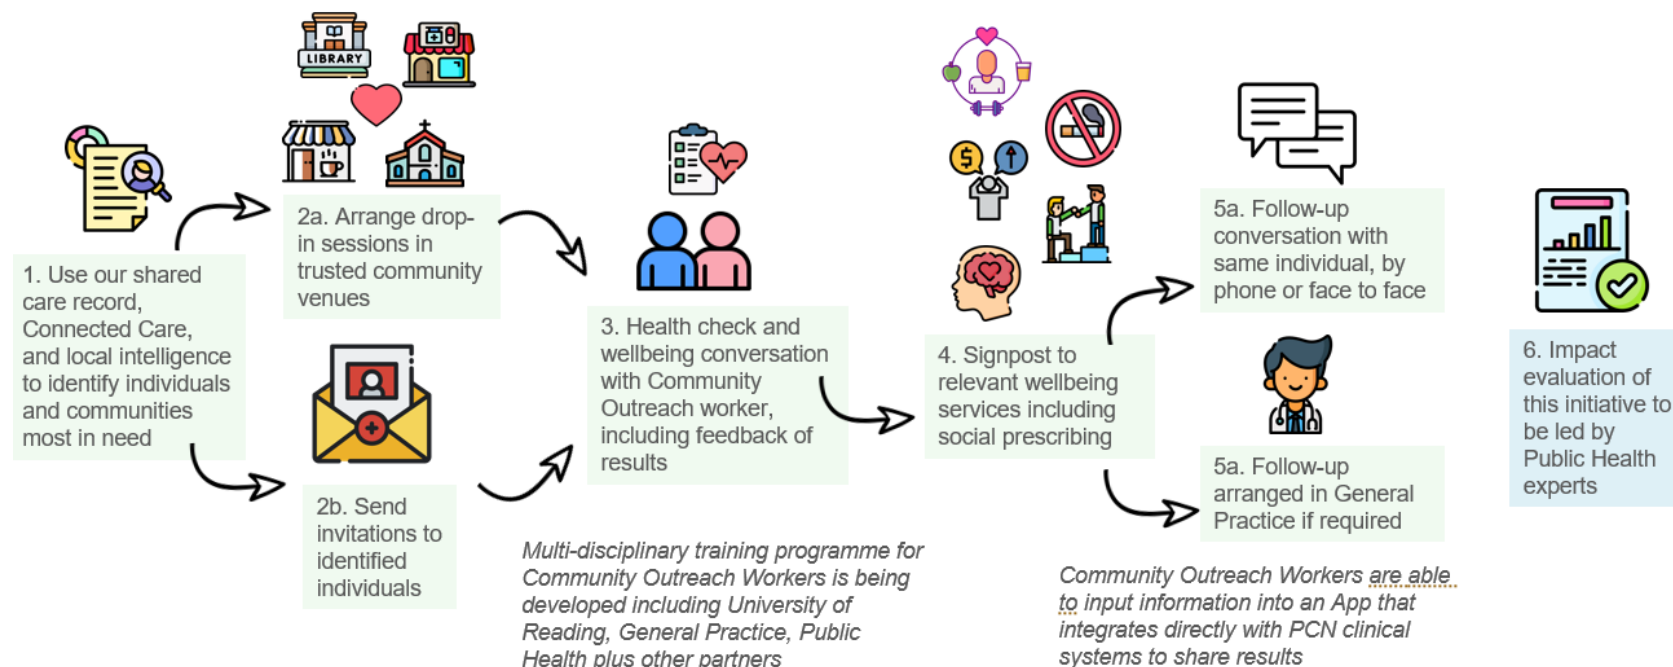 LIBRARY
1. Use our shared
care record,
Connected Care,
and local intelligence
to identify individuals
and communities
most in need
2a. Arrange drop-
in sessions in
trusted community
venues
2b. Send
invitations to
identified
individuals
3. Health check and
wellbeing conversation
with Community
Outreach worker,
including feedback of
results
Multi-disciplinary training programme for
Community Outreach Workers is being
developed including University of
Reading, General Practice, Public
Health plus other partners
$
4. Signpost to
relevant wellbeing
services including
social prescribing
5a. Follow-up
conversation with
same individual, by
phone or face to face
5a. Follow-up
arranged in General
Practice if required
Community Outreach Workers are able
to input information into an App that
integrates directly with PCN clinical
systems to share results
6. Impact
evaluation of
this initiative to
be led by
Public Health
experts